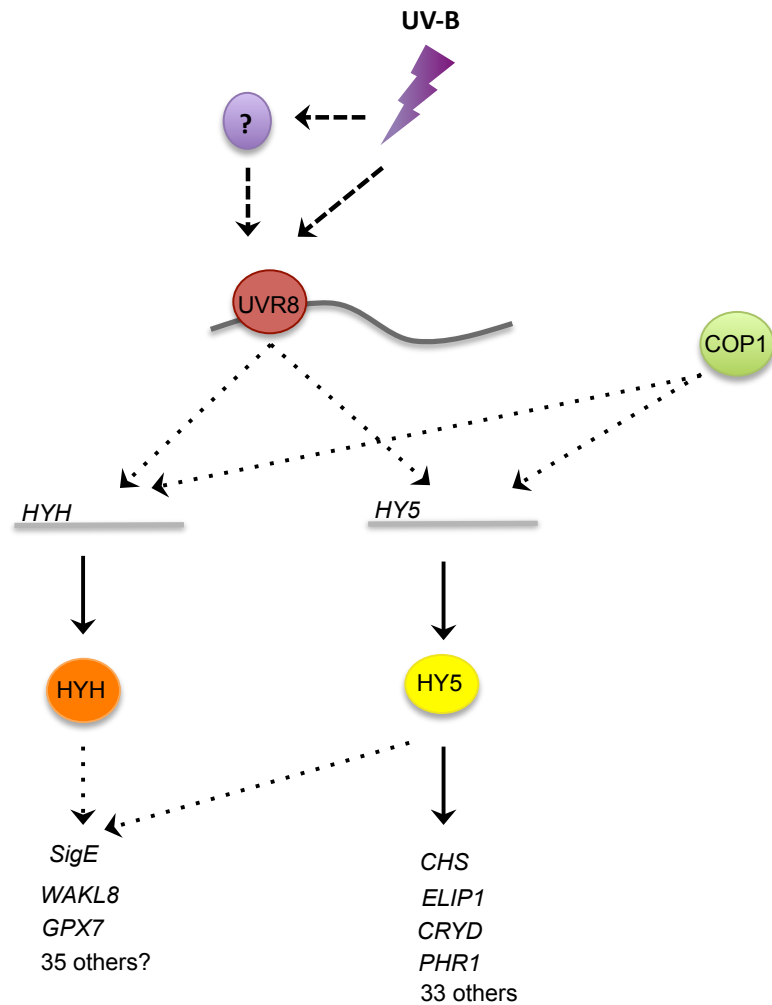 UV-B
?
UVR8
COP1
HYH
HY5
HYH
HY5
SigE
WAKL8
GPX7
35 others?
CHS
ELIP1
CRYD
PHR1
33 others